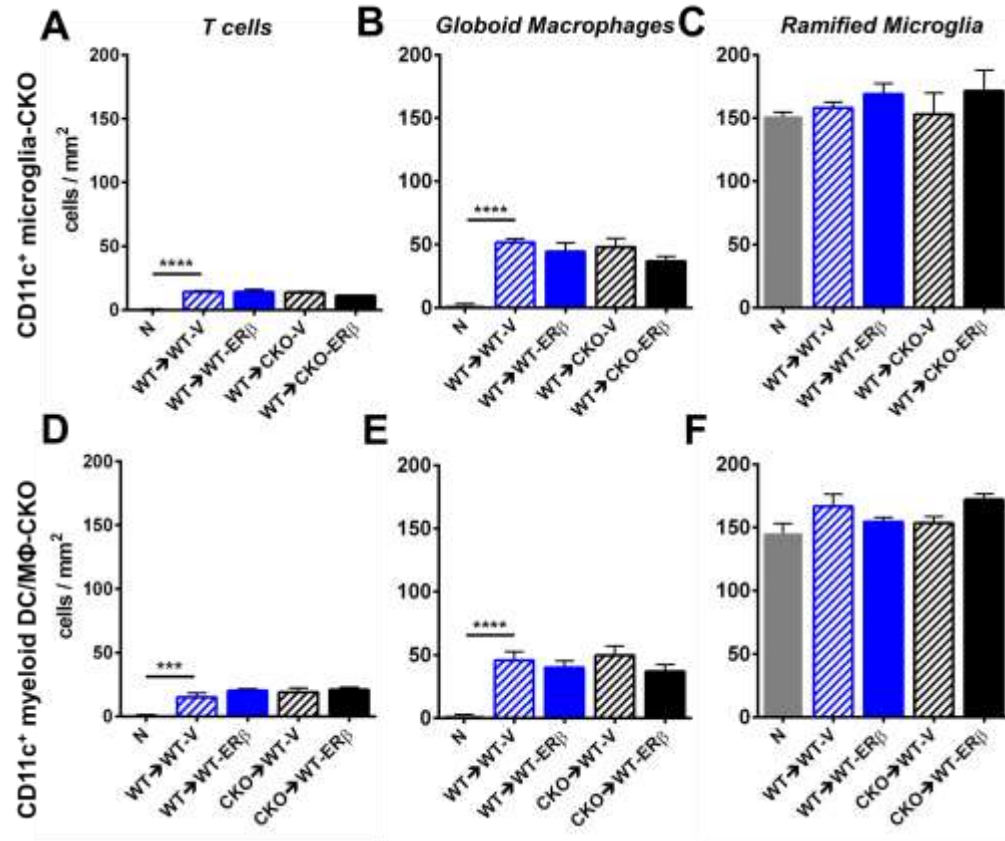 A
T cells
B
Globoid Macrophages
C
Ramified Microglia
CD11c⁺ microglia-CKO
cells / mm²
200
150
100
50
0
****
N
WT➔WT-V
WT➔WT-ERβ
WT➔CKO-V
WT➔CKO-ERβ
200
150
100
50
0
****
N
WT➔WT-V
WT➔WT-ERβ
WT➔CKO-V
WT➔CKO-ERβ
200
150
100
50
0
N
WT➔WT-V
WT➔WT-ERβ
WT➔CKO-V
WT➔CKO-ERβ
D
E
F
CD11c⁺ myeloid DC/MΦ-CKO
cells / mm²
200
150
100
50
0
***
N
WT➔WT-V
WT➔WT-ERβ
CKO➔WT-V
CKO➔WT-ERβ
200
150
100
50
0
****
N
WT➔WT-V
WT➔WT-ERβ
CKO➔WT-V
CKO➔WT-ERβ
200
150
100
50
0
N
WT➔WT-V
WT➔WT-ERβ
CKO➔WT-V
CKO➔WT-ERβ